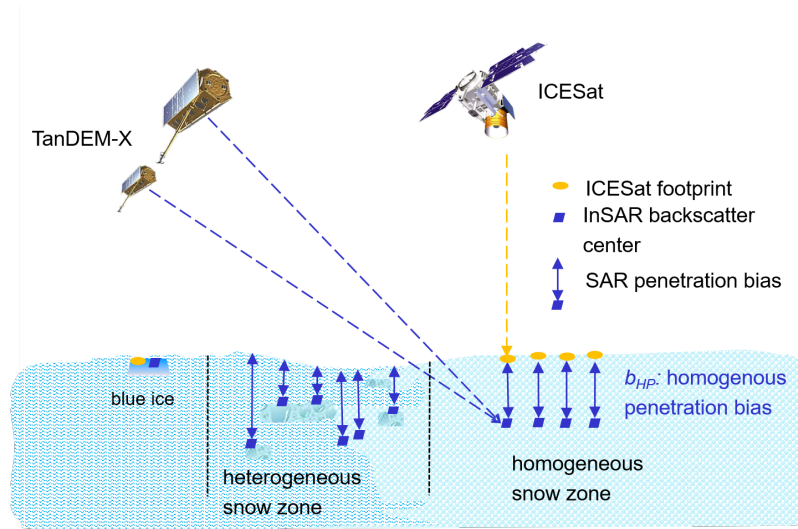 ICESat
TanDEM-X
ICESat footprint
InSAR backscatter
center
SAR penetration bias
b_HP: homogenous
penetration bias
blue ice
heterogeneous
snow zone
homogeneous
snow zone